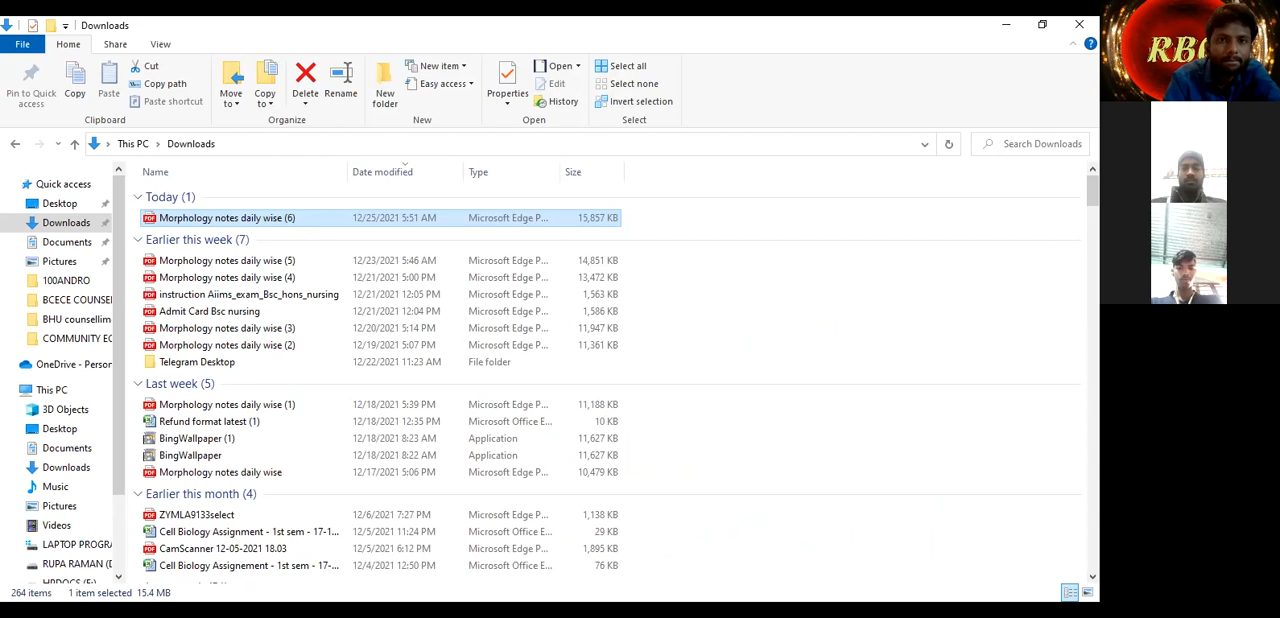 Downloads
File Home Share View
Pin to Quick access
Copy
Paste
Cut
Copy path
Paste shortcut
Clipboard
Move to
Copy to
Delete
Rename
Organize
New folder
New item
Easy access
New
Properties
Open
Edit
History
Open
Select all
Select none
Invert selection
Select
This PC > Downloads
Search Downloads
Quick access
Desktop
Downloads
Documents
Pictures
100ANDRO
BCECE COUNSEI
BHU counsellim
COMMUNITY EC
OneDrive - Person
This PC
3D Objects
Desktop
Documents
Downloads
Music
Pictures
Videos
LAPTOP PROGRA
RUPA RAMAN (D
Name Date modified Type Size
Today (1)
Morphology notes daily wise (6) 12/25/2021 5:51 AM Microsoft Edge P... 15,857 KB
Earlier this week (7)
Morphology notes daily wise (5) 12/23/2021 5:46 AM Microsoft Edge P... 14,851 KB
Morphology notes daily wise (4) 12/21/2021 5:00 PM Microsoft Edge P... 13,472 KB
instruction Aiims_exam_Bsc_hons_nursing 12/21/2021 12:05 PM Microsoft Edge P... 1,563 KB
Admit Card Bsc nursing 12/21/2021 12:04 PM Microsoft Edge P... 1,586 KB
Morphology notes daily wise (3) 12/20/2021 5:14 PM Microsoft Edge P... 11,947 KB
Morphology notes daily wise (2) 12/19/2021 5:07 PM Microsoft Edge P... 11,361 KB
Telegram Desktop 12/22/2021 11:23 AM File folder
Last week (5)
Morphology notes daily wise (1) 12/18/2021 5:39 PM Microsoft Edge P... 11,188 KB
Refund format latest (1) 12/18/2021 12:35 PM Microsoft Office E... 10 KB
BingWallpaper (1) 12/18/2021 8:23 AM Application 11,627 KB
BingWallpaper 12/18/2021 8:22 AM Application 11,627 KB
Morphology notes daily wise 12/17/2021 5:06 PM Microsoft Edge P... 10,479 KB
Earlier this month (4)
ZYMLA9133select 12/6/2021 7:27 PM Microsoft Edge P... 1,138 KB
Cell Biology Assignment - 1st sem - 17-1... 12/5/2021 11:24 PM Microsoft Office E... 29 KB
CamScanner 12-05-2021 18.03 12/5/2021 6:12 PM Microsoft Edge P... 1,895 KB
Cell Biology Assignement - 1st sem - 17-... 12/4/2021 12:50 PM Microsoft Office E... 76 KB
264 items 1 item selected 15.4 MB